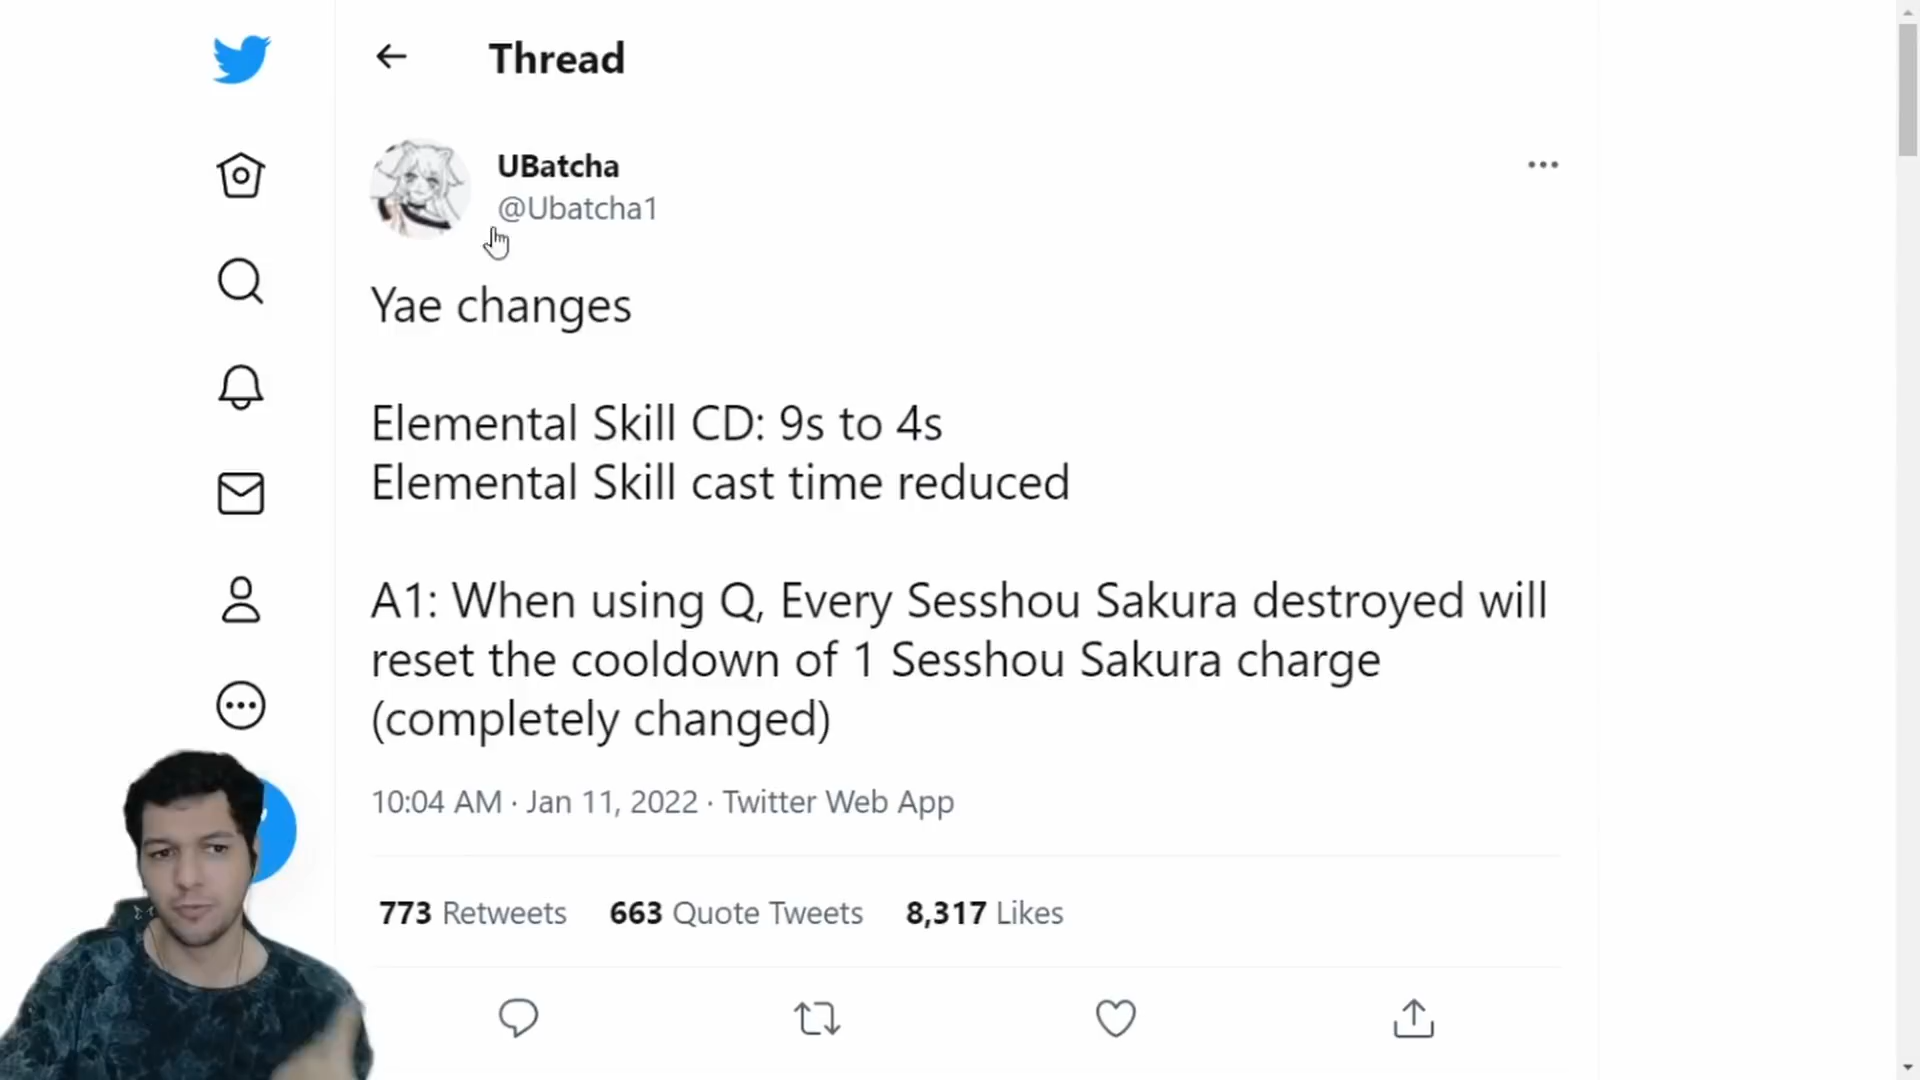 Thread
UBatcha
@Ubatcha1
Yae changes
Elemental Skill CD: 9s to 4s
Elemental Skill cast time reduced
A1: When using Q, Every Sesshou Sakura destroyed will
reset the cooldown of 1 Sesshou Sakura charge
(completely changed)
10:04 AM · Jan 11, 2022 · Twitter Web App
773 Retweets 663 Quote Tweets 8,317 Likes